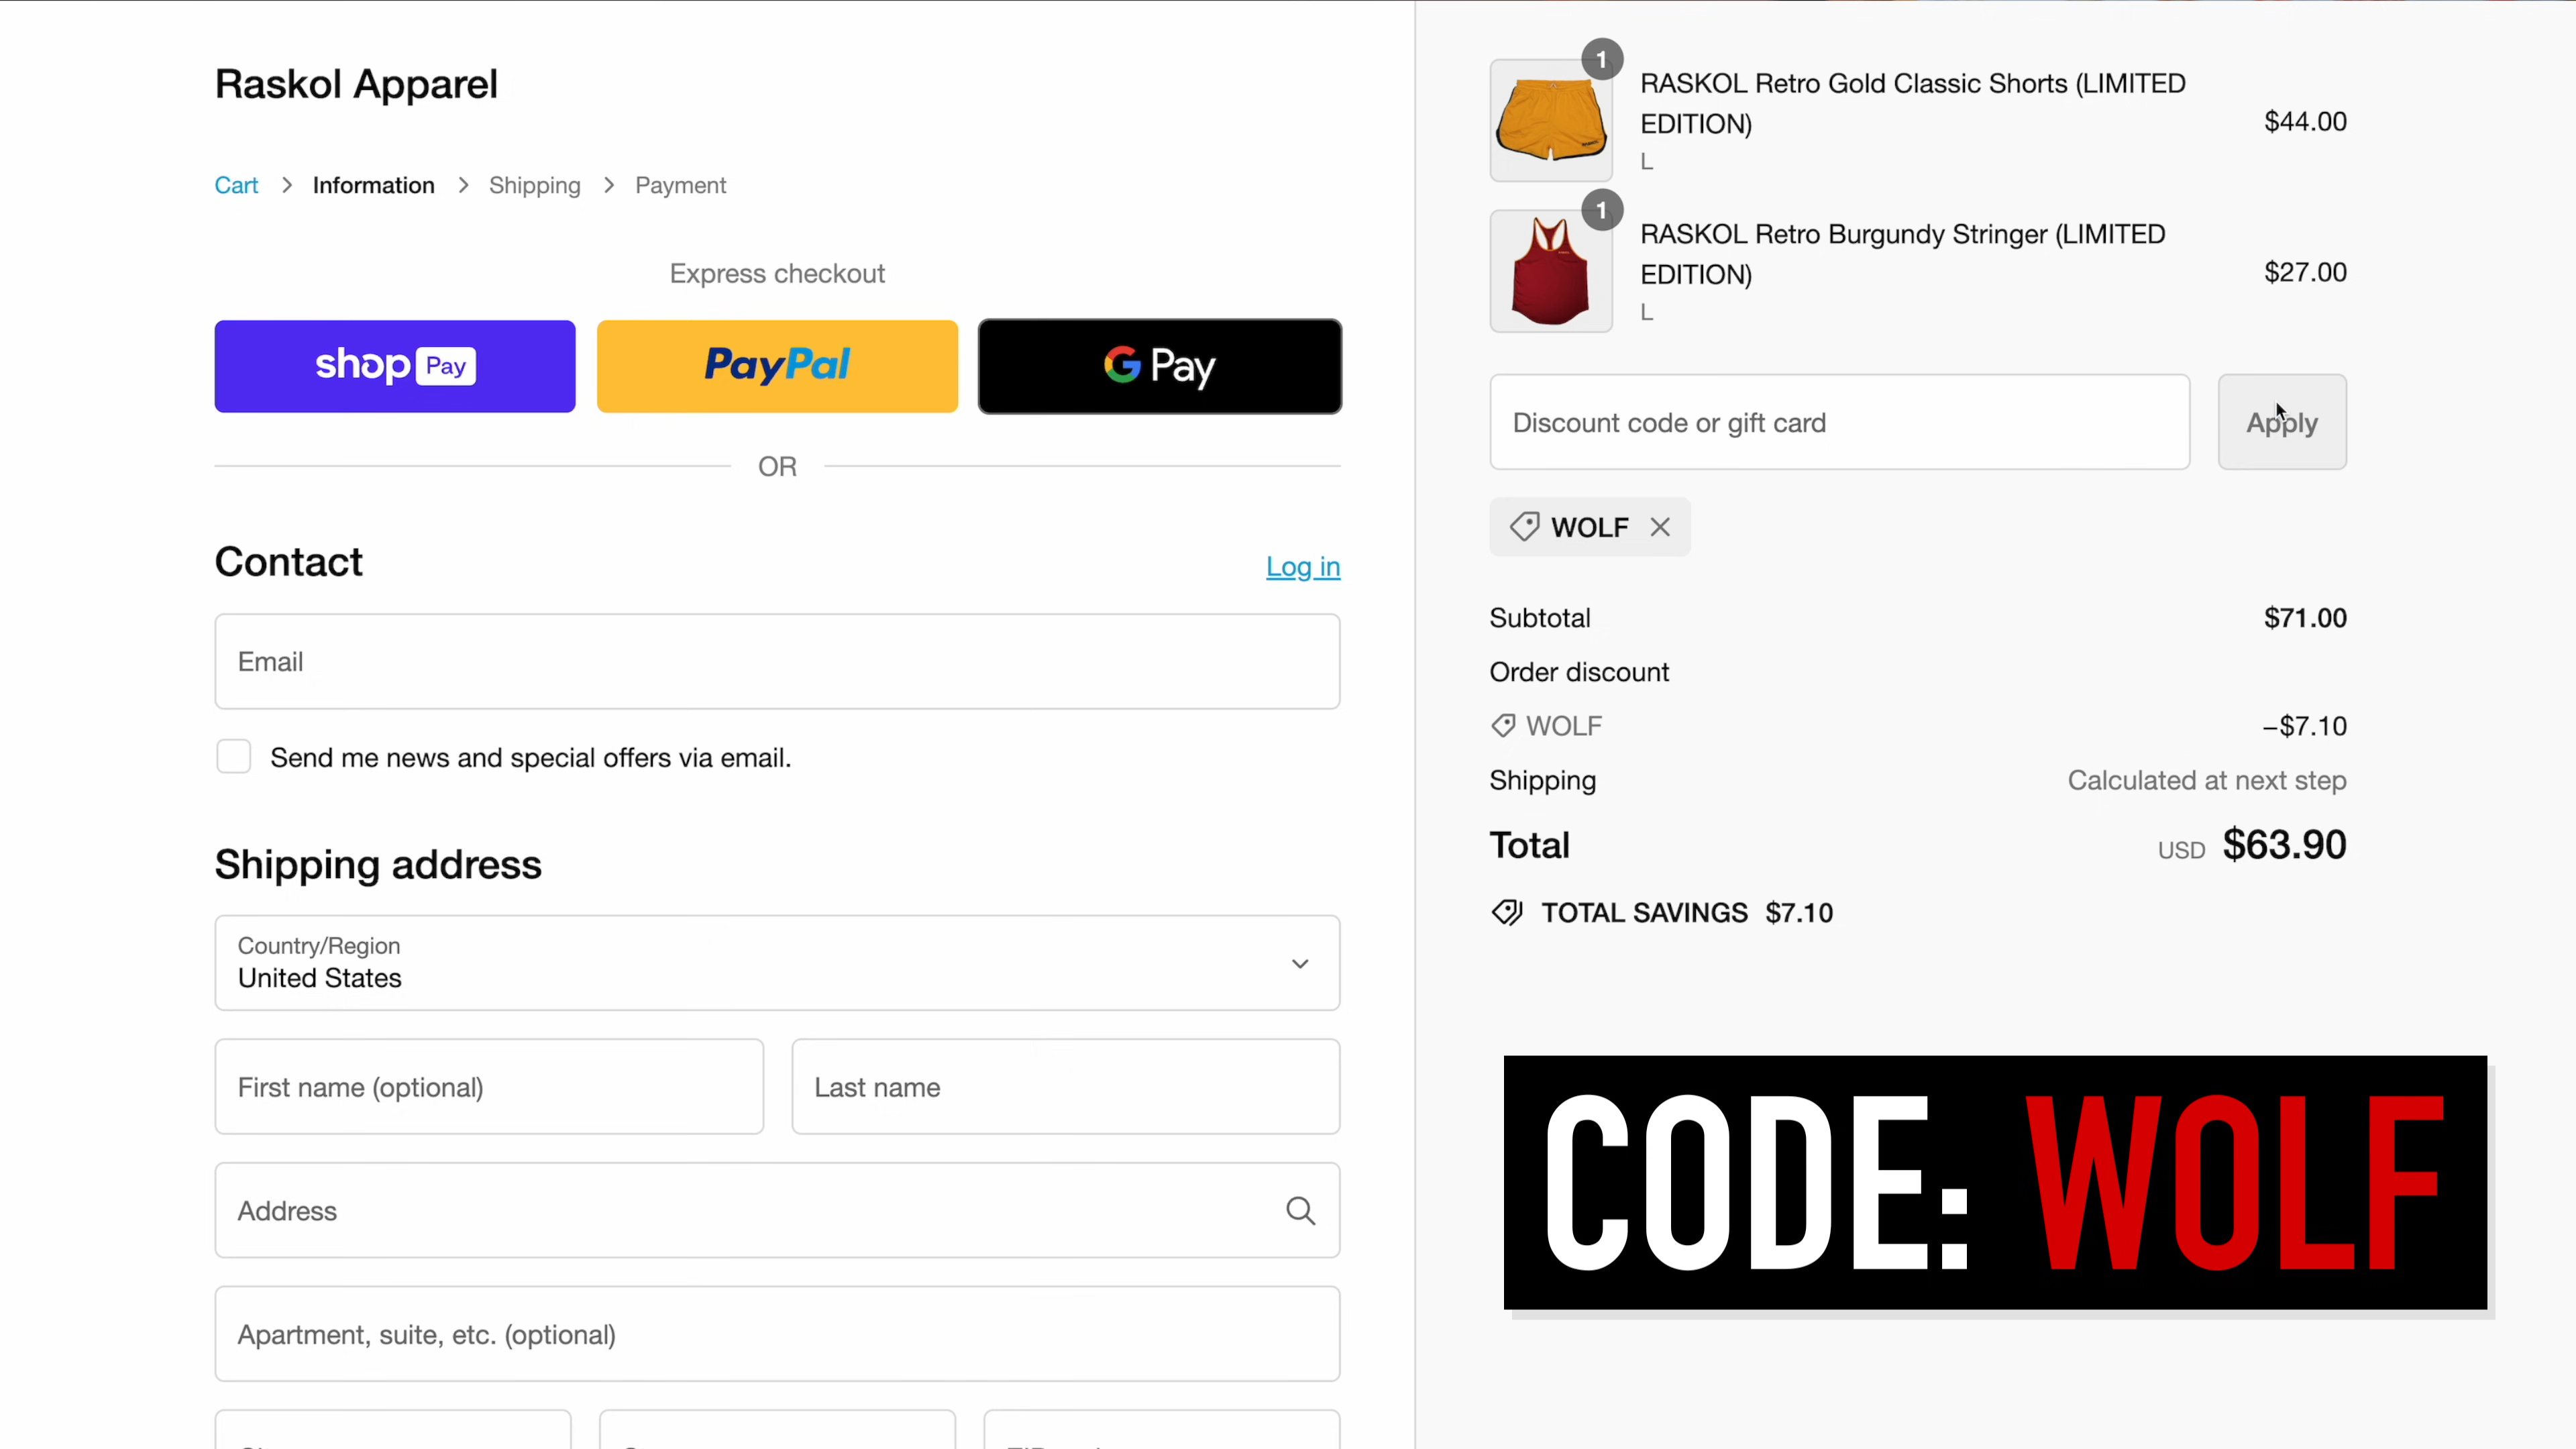 Raskol Apparel
Cart > Information > Shipping > Payment
Express checkout
shop Pay
PayPal
G Pay
OR
Contact
Log in
Email
Send me news and special offers via email.
Shipping address
Country/Region
United States
First name (optional)
Last name
Address
Apartment, suite, etc. (optional)
1
RASKOL Retro Gold Classic Shorts (LIMITED
EDITION)
$44.00
L
1
RASKOL Retro Burgundy Stringer (LIMITED
EDITION)
$27.00
L
Discount code or gift card
Apply
WOLF
Subtotal
$71.00
Order discount
WOLF
–$7.10
Shipping
Calculated at next step
Total
USD $63.90
TOTAL SAVINGS $7.10
CODE: WOLF